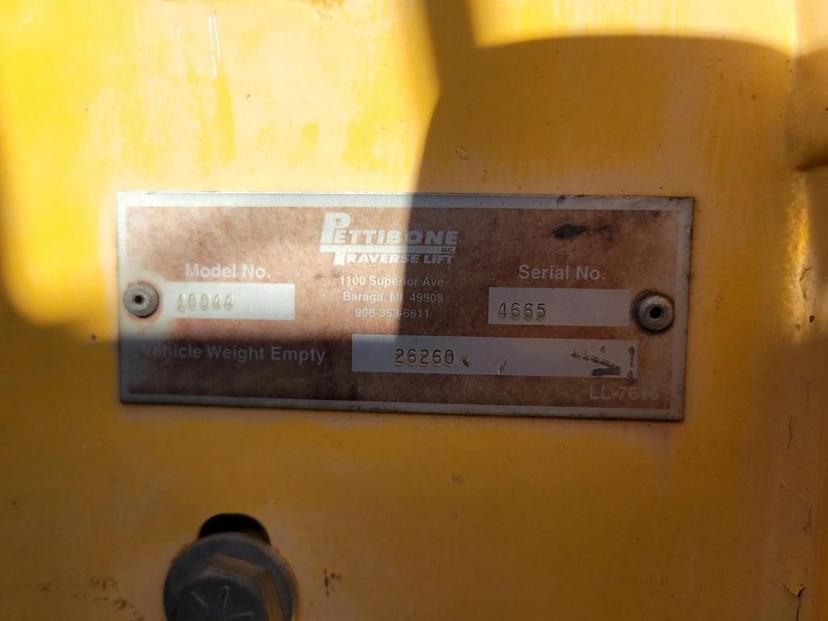 PETTIBONE
LLC
TRAVERSE LIFT
Model No.
1100 Superior Ave.
Serial No.
10044
Baraga, MI 49908
4665
906-353-6611
Vehicle Weight Empty
26260